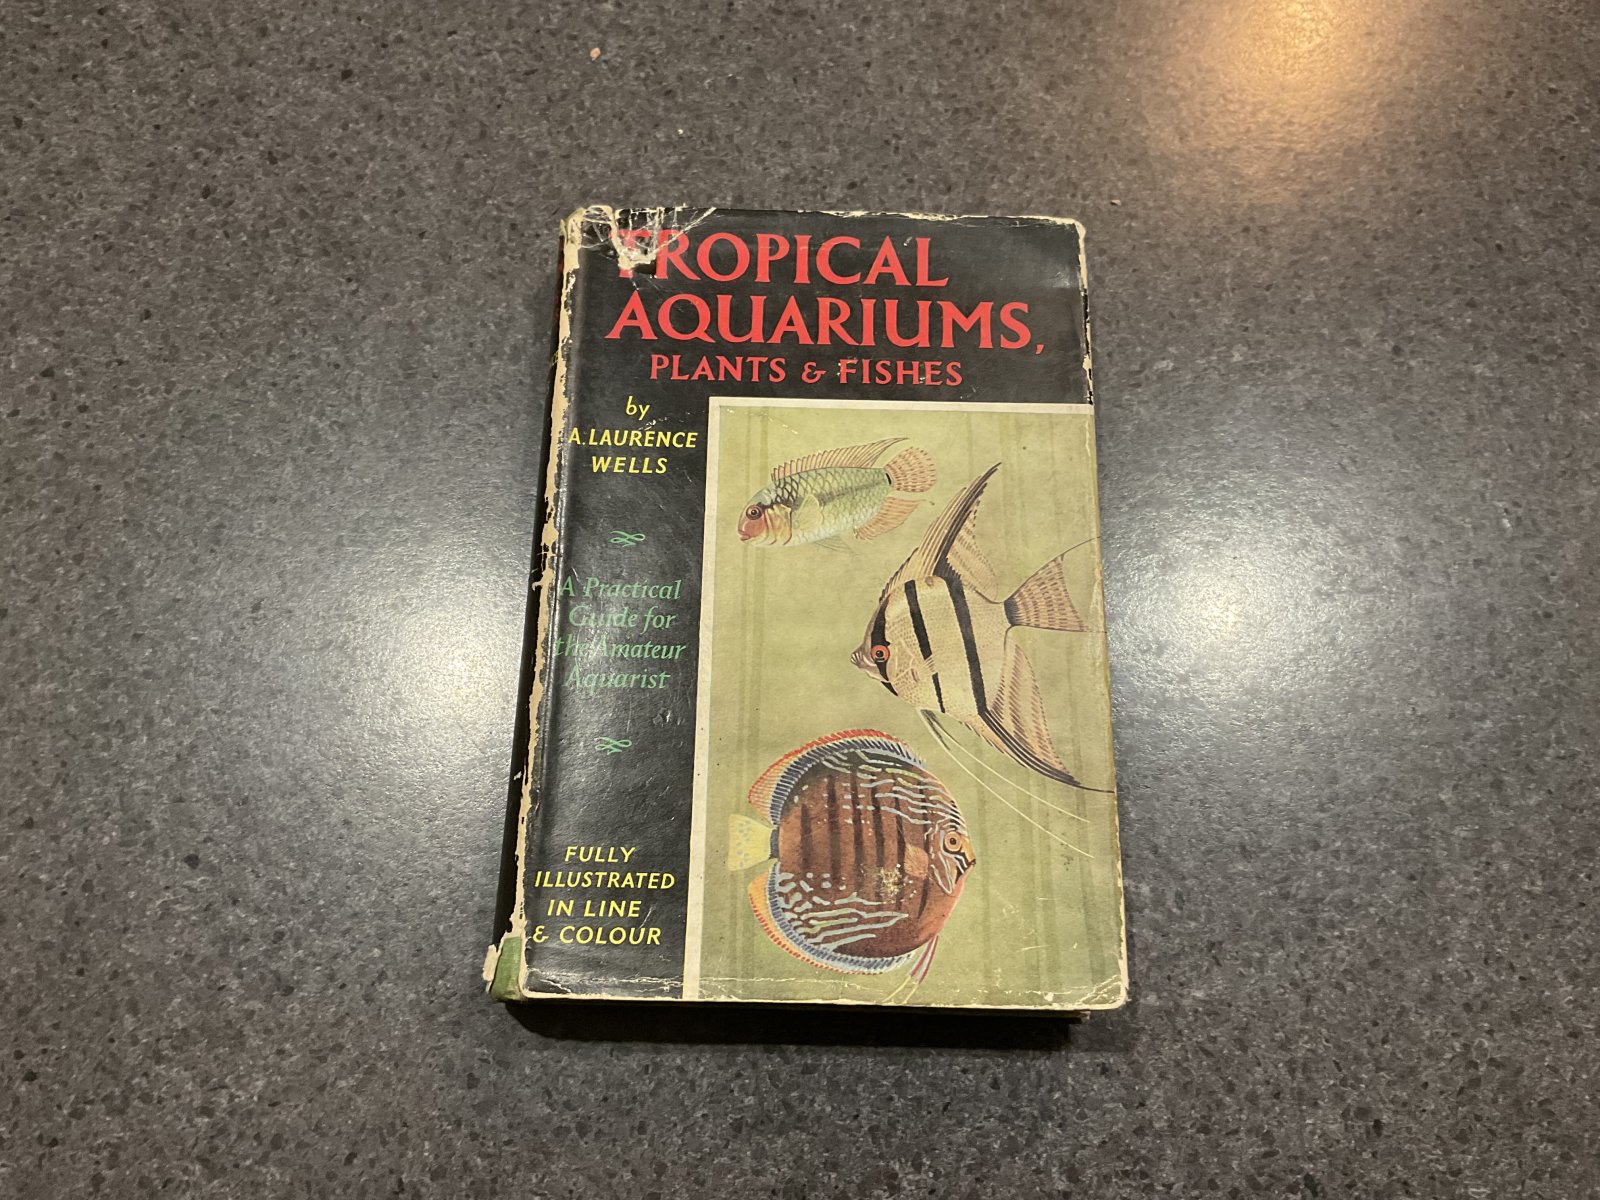 TROPICAL
AQUARIUMS,
PLANTS & FISHES
by
A. LAURENCE
WELLS
A Practical
Guide for
the Amateur
Aquarist
FULLY
ILLUSTRATED
IN LINE
& COLOUR